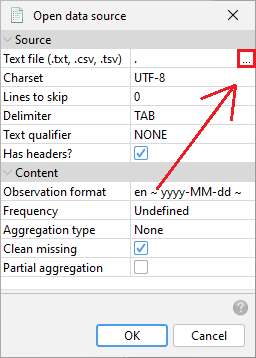 Open data source
Source
Text file (.txt, .csv, .tsv) . ...
Charset UTF-8
Lines to skip 0
Delimiter TAB
Text qualifier NONE
Has headers?
Content
Observation format en ~ yyyy-MM-dd ~
Frequency Undefined
Aggregation type None
Clean missing
Partial aggregation
?
OK Cancel